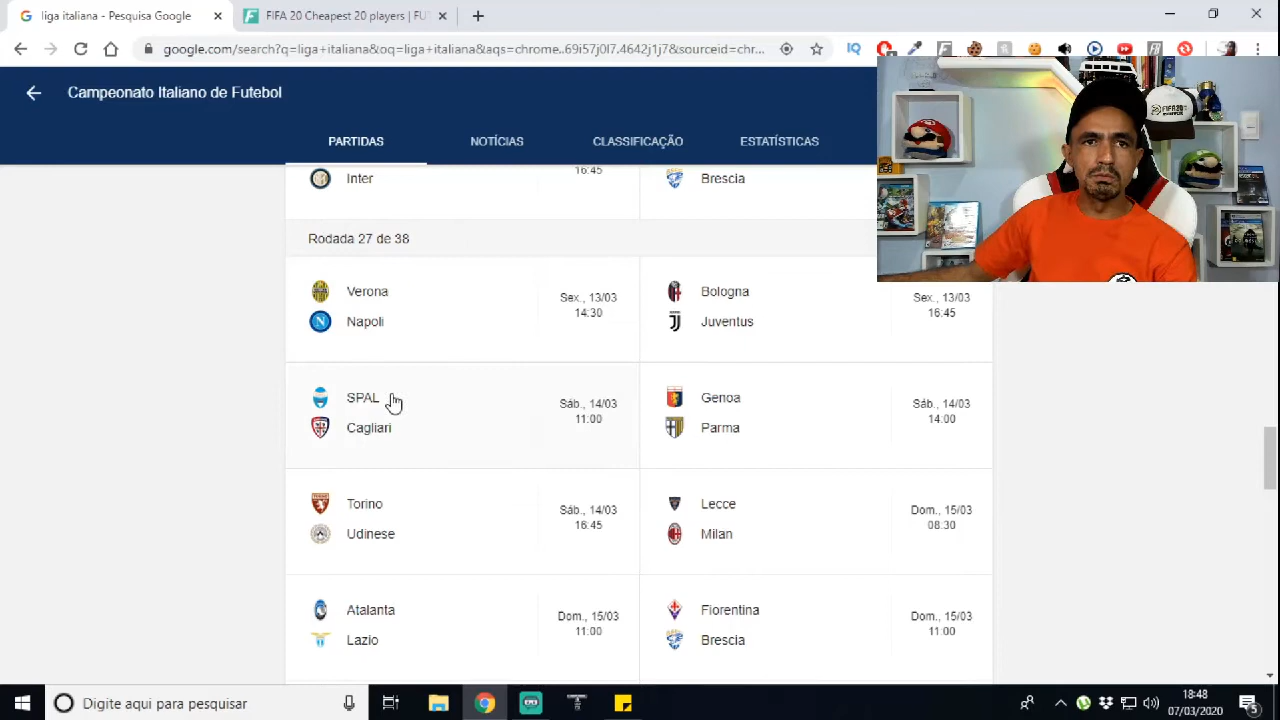 liga italiana - Pesquisa Google
FIFA 20 Cheapest 20 players | FUT
google.com/search?q=liga+italiana&oq=liga+italiana&aqs=chrome..69i57j0l7.4642j1j7&sourceid=chr...
Campeonato Italiano de Futebol
PARTIDAS NOTÍCIAS CLASSIFICAÇÃO ESTATÍSTICAS
Inter 16:45 Brescia
Rodada 27 de 38
Verona Sex., 13/03 Bologna Sex., 13/03
Napoli 14:30 Juventus 16:45
SPAL Sáb., 14/03 Genoa Sáb., 14/03
Cagliari 11:00 Parma 14:00
Torino Sáb., 14/03 Lecce Dom., 15/03
Udinese 16:45 Milan 08:30
Atalanta Dom., 15/03 Fiorentina Dom., 15/03
Lazio 11:00 Brescia 11:00
Digite aqui para pesquisar
18:48
07/03/2020
5